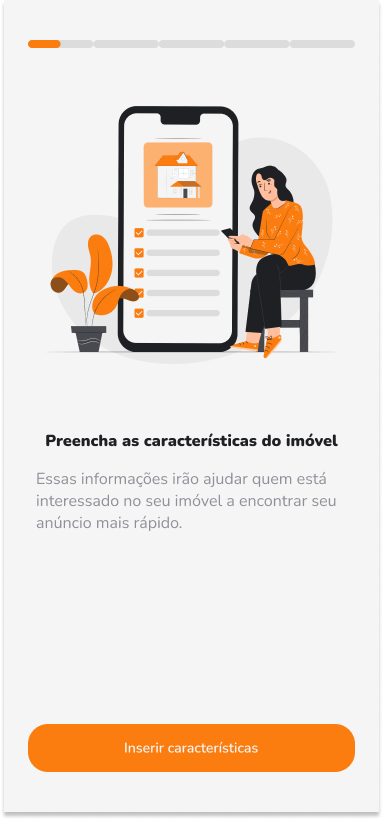 Preencha as características do imóvel
Essas informações irão ajudar quem está
interessado no seu imóvel a encontrar seu
anúncio mais rápido.
Inserir características